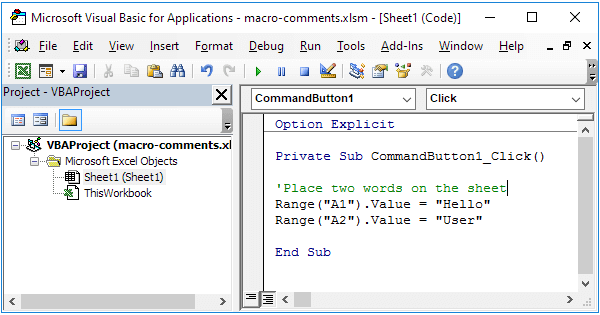 Microsoft Visual Basic for Applications - macro-comments.xlsm - [Sheet1 (Code)]
File Edit View Insert Format Debug Run Tools Add-Ins Window Help
Project - VBAProject
VBAProject (macro-comments.xl
Microsoft Excel Objects
Sheet1 (Sheet1)
ThisWorkbook
CommandButton1 Click
Option Explicit
Private Sub CommandButton1_Click()
'Place two words on the sheet
Range("A1").Value = "Hello"
Range("A2").Value = "User"
End Sub